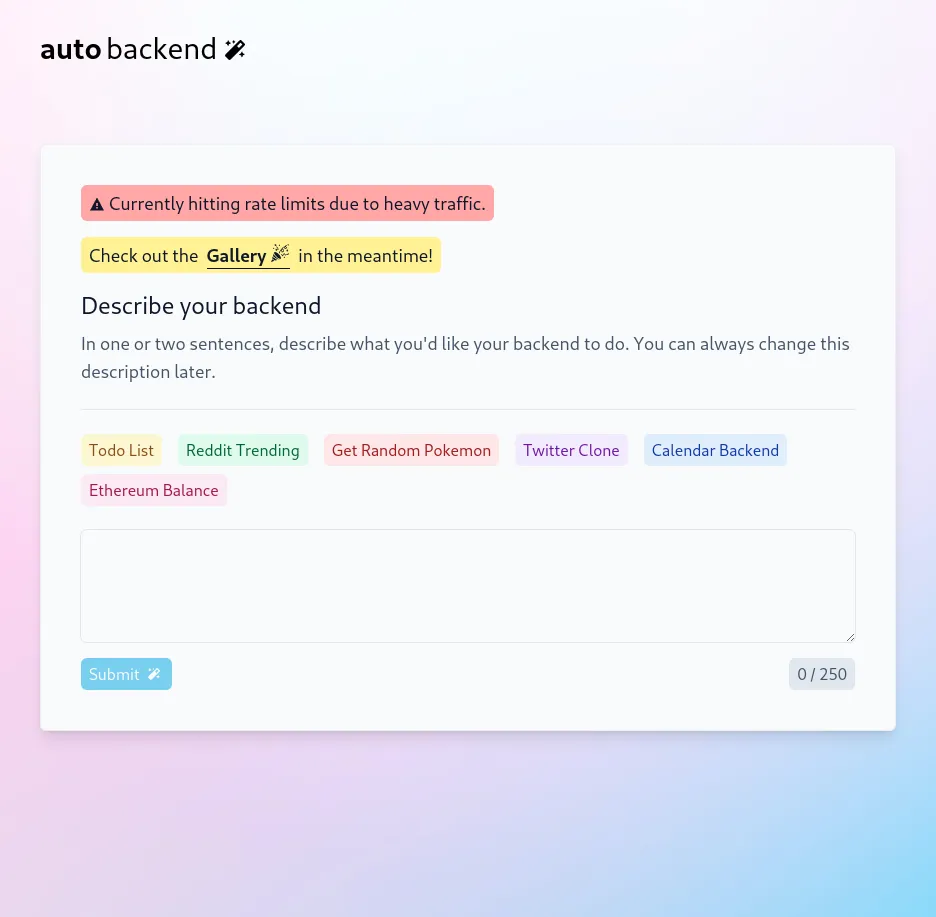 auto backend
Currently hitting rate limits due to heavy traffic.
Check out the Gallery in the meantime!
Describe your backend
In one or two sentences, describe what you'd like your backend to do. You can always change this
description later.
Todo List Reddit Trending Get Random Pokemon Twitter Clone Calendar Backend
Ethereum Balance
Submit 0 / 250